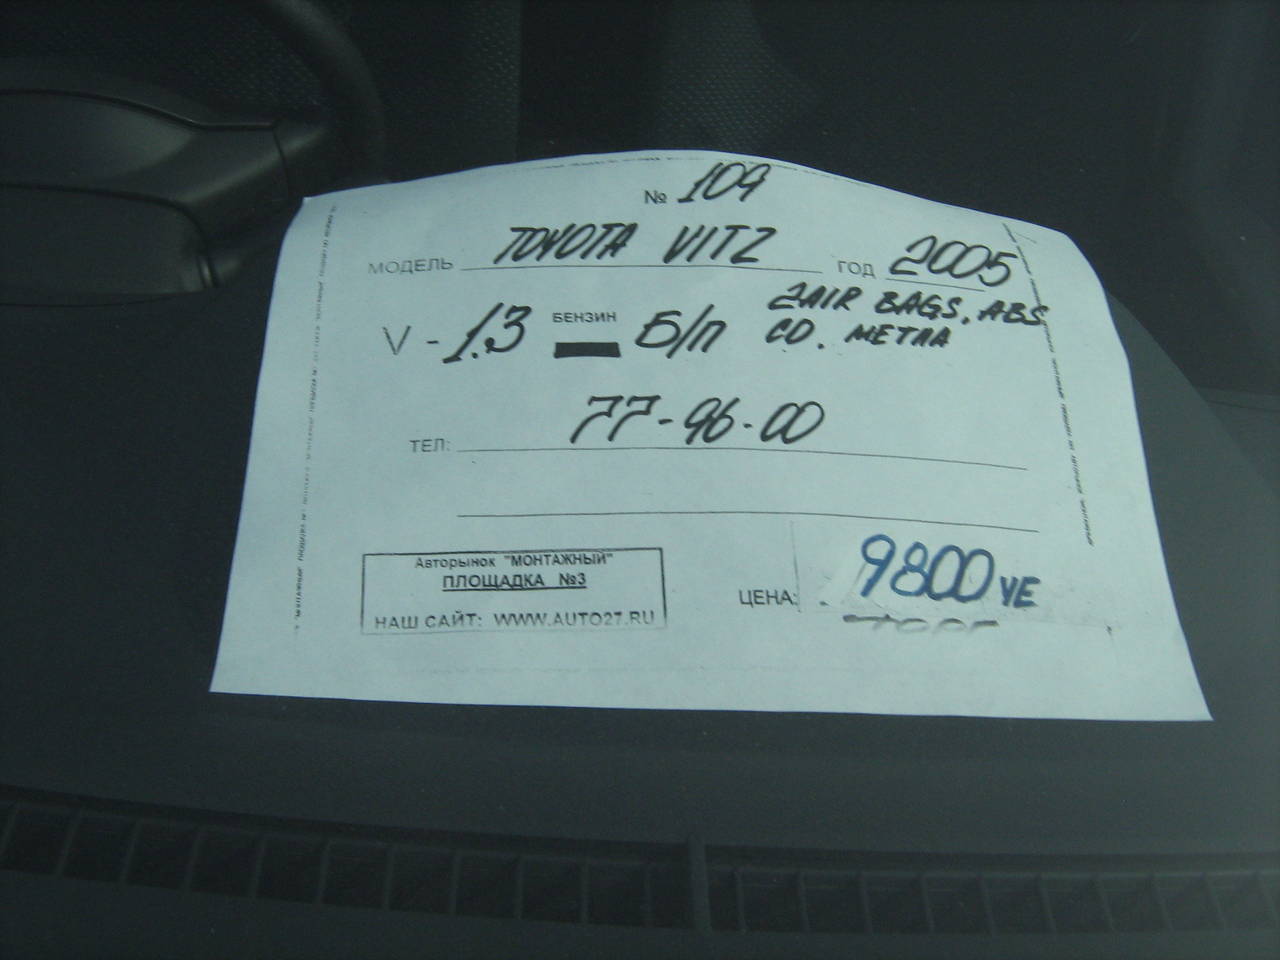 № 109
МОДЕЛЬ TOYOTA VITZ ГОД 2005
V - 1.3 БЕНЗИН Б/П 2AIR BAGS, ABS
CD. МЕТЛА
ТЕЛ: 77-96-00
Авторынок "МОНТАЖНЫЙ"
ПЛОЩАДКА №3
НАШ САЙТ: WWW.AUTO27.RU
ЦЕНА: 9800 УЕ